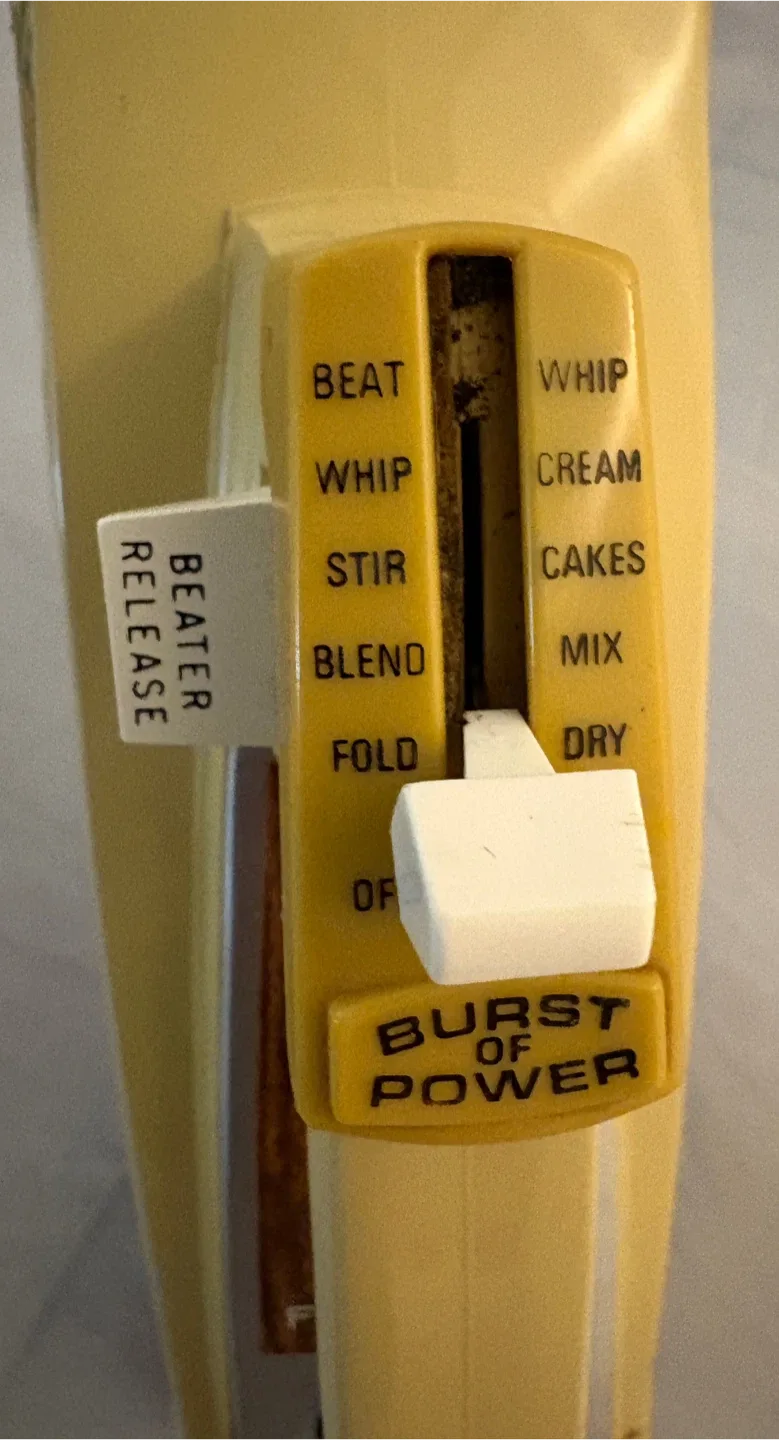 BEAT
WHIP
STIR
BLEND
FOLD
OF
WHIP
CREAM
CAKES
MIX
DRY
BEATER
RELEASE
BURST
OF
POWER